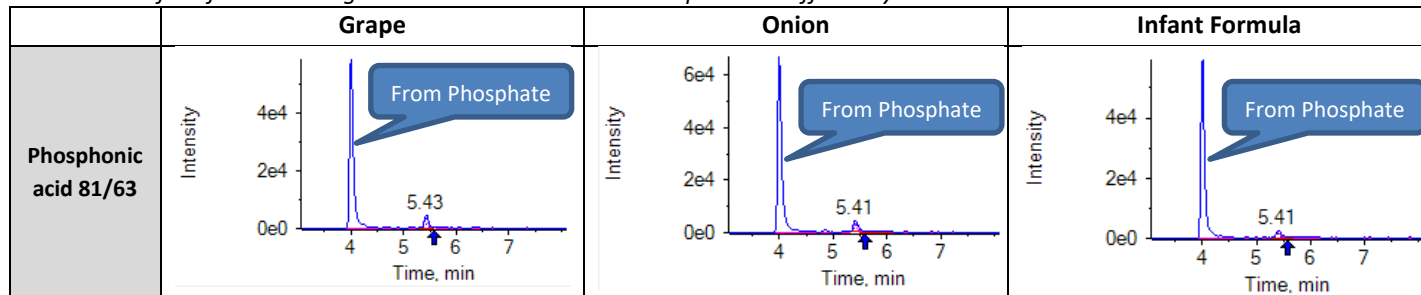 Grape
Onion
Infant Formula
Phosphonic
acid 81/63
Intensity
4e4
2e4
0e0
From Phosphate
5.43
4 5 6 7
Time, min
Intensity
6e4
4e4
2e4
0e0
From Phosphate
5.41
4 5 6 7
Time, min
Intensity
4e4
2e4
0e0
From Phosphate
5.41
4 5 6 7
Time, min